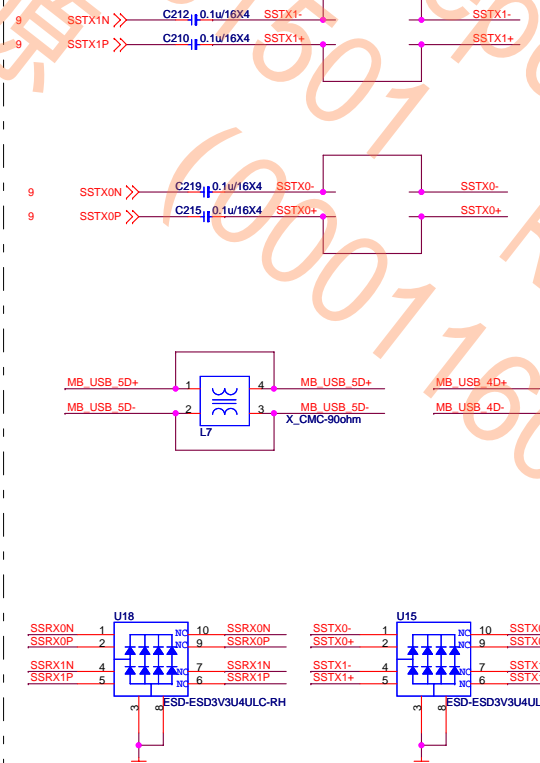 9 SSTX1N C212 0.1u/16X4 SSTX1- SSTX1-
9 SSTX1P C210 0.1u/16X4 SSTX1+ SSTX1+
9 SSTX0N C219 0.1u/16X4 SSTX0- SSTX0-
9 SSTX0P C215 0.1u/16X4 SSTX0+ SSTX0+
MB_USB_5D+ 1 4 MB_USB_5D+ MB_USB_4D+
MB_USB_5D- 2 3 MB_USB_5D- MB_USB_4D-
L7 X_CMC-90ohm
U18 U15
SSRX0N 1 NC 10 SSRX0N SSTX0- 1 NC 10
SSRX0P 2 NC 9 SSRX0P SSTX0+ 2 NC 9
SSRX1N 4 NC 7 SSRX1N SSTX1- 4 NC 7
SSRX1P 5 NC 6 SSRX1P SSTX1+ 5 NC 6
3 8 ESD-ESD3V3U4ULC-RH 3 8
(0001160